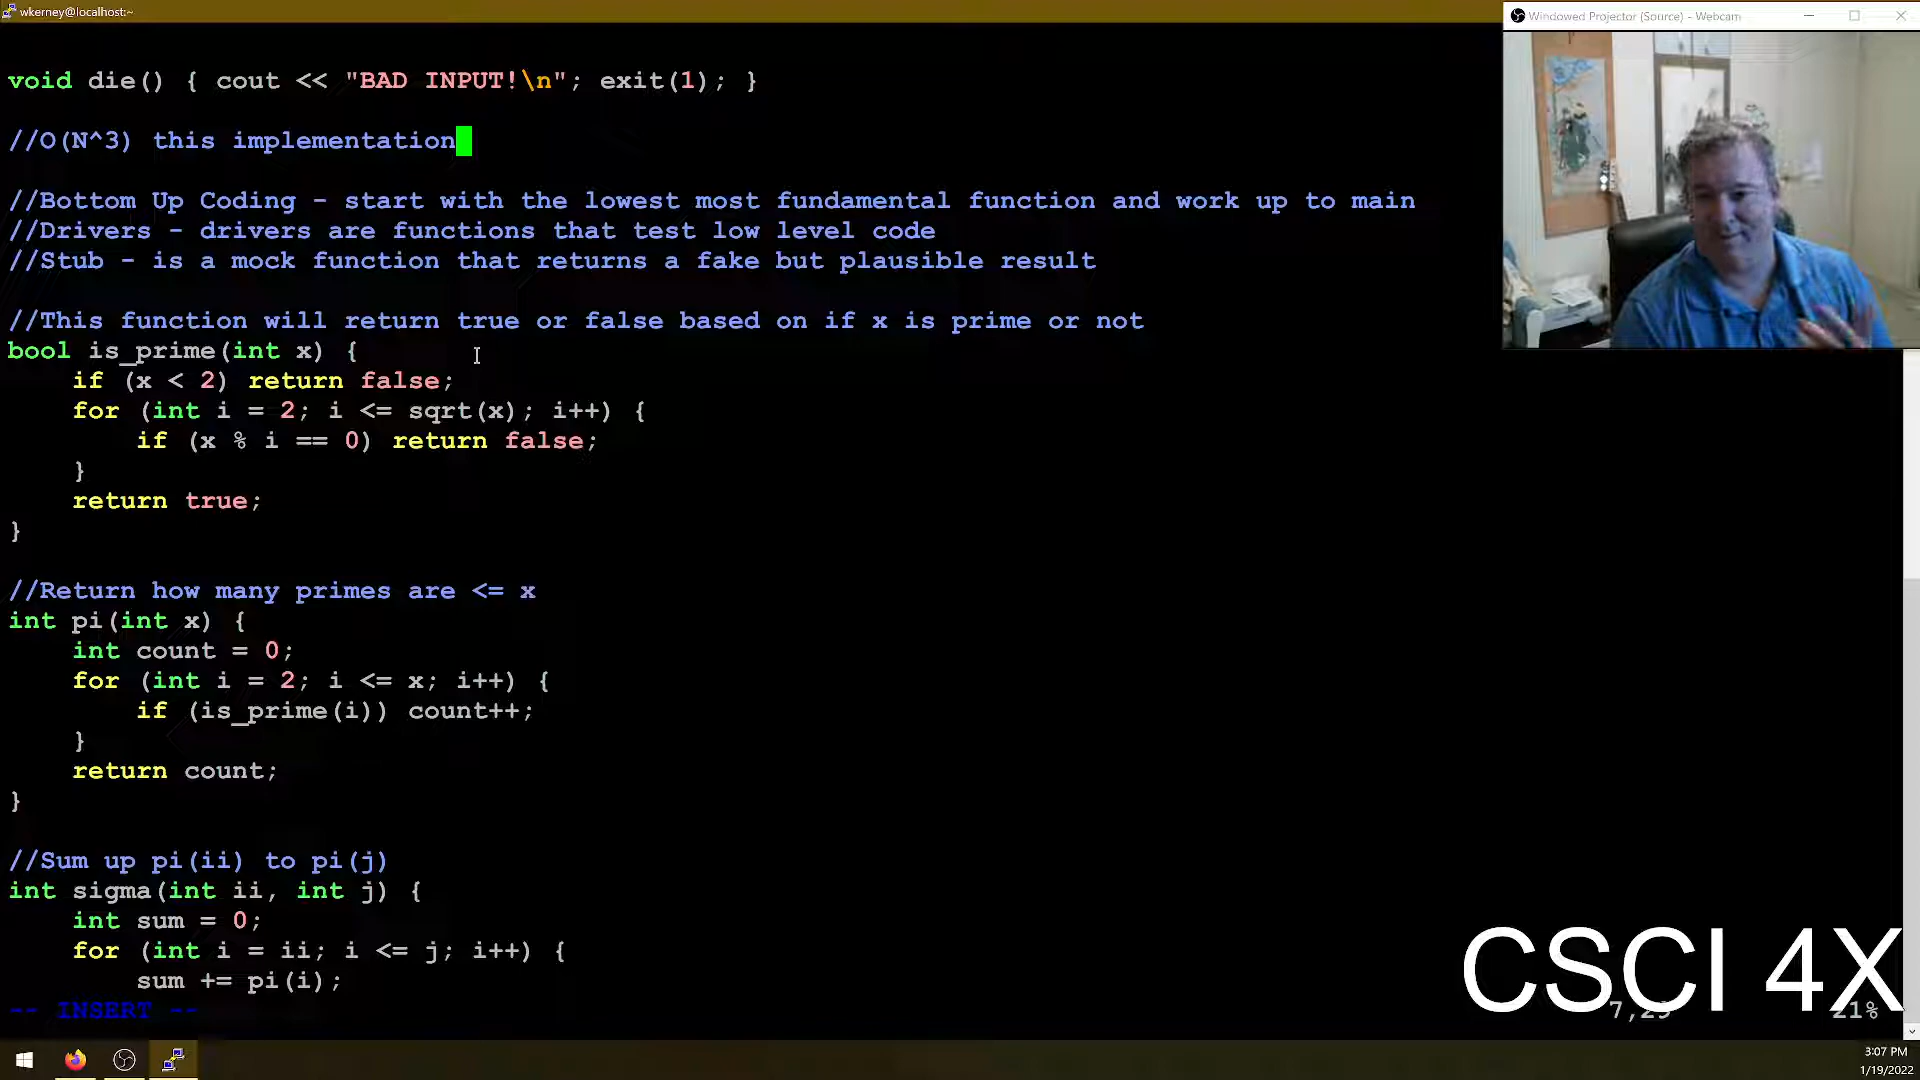 wkerney@localhost:~
Windowed Projector (Source) - Webcam
void die() { cout << "BAD INPUT!\n"; exit(1); }
//O(N^3) this implementation
//Bottom Up Coding - start with the lowest most fundamental function and work up to main
//Drivers - drivers are functions that test low level code
//Stub - is a mock function that returns a fake but plausible result
//This function will return true or false based on if x is prime or not
bool is_prime(int x) {
    if (x < 2) return false;
    for (int i = 2; i <= sqrt(x); i++) {
        if (x % i == 0) return false;
    }
    return true;
}
//Return how many primes are <= x
int pi(int x) {
    int count = 0;
    for (int i = 2; i <= x; i++) {
        if (is_prime(i)) count++;
    }
    return count;
}
//Sum up pi(ii) to pi(j)
int sigma(int ii, int j) {
    int sum = 0;
    for (int i = ii; i <= j; i++) {
        sum += pi(i);
-- INSERT --
21%
CSCI 4X
3:07 PM
1/19/2022